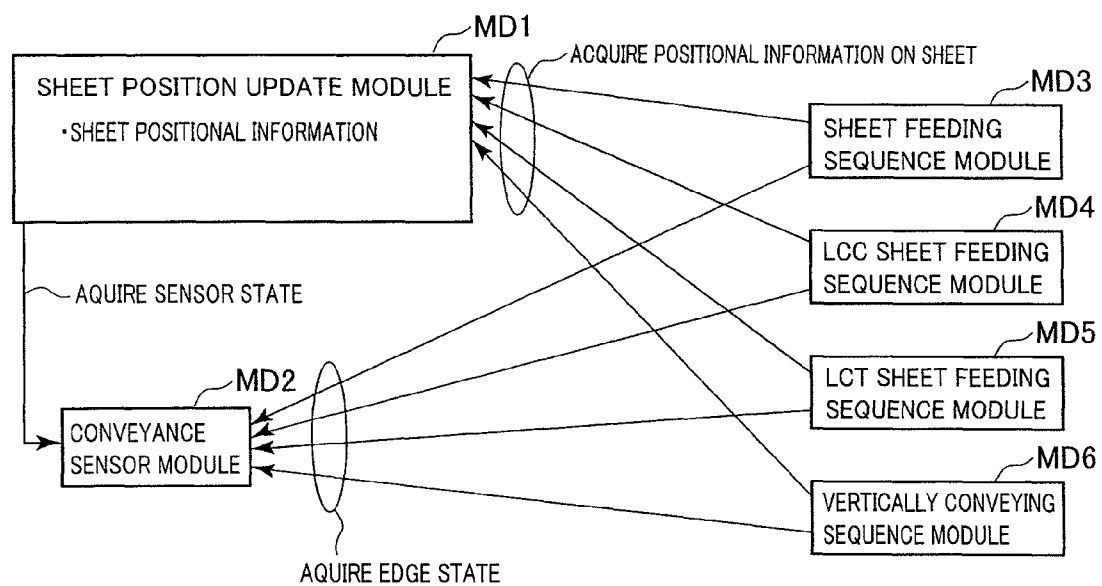 MD1
SHEET POSITION UPDATE MODULE
・SHEET POSITIONAL INFORMATION
ACQUIRE POSITIONAL INFORMATION ON SHEET
MD3
SHEET FEEDING
SEQUENCE MODULE
MD4
LCC SHEET FEEDING
SEQUENCE MODULE
AQUIRE SENSOR STATE
MD5
LCT SHEET FEEDING
SEQUENCE MODULE
MD2
CONVEYANCE
SENSOR MODULE
MD6
VERTICALLY CONVEYING
SEQUENCE MODULE
AQUIRE EDGE STATE